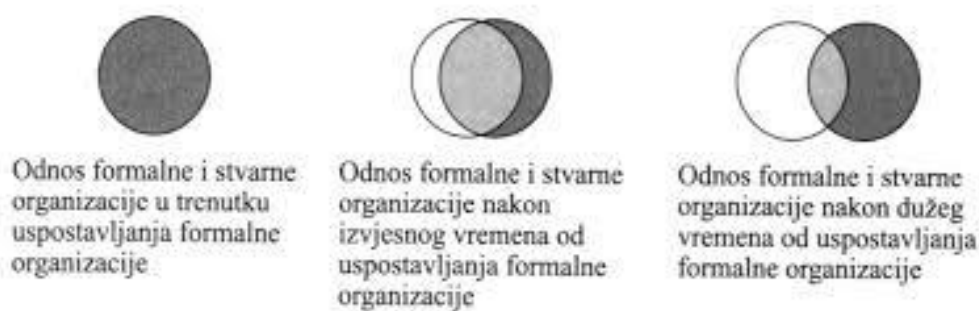 Odnos formalne i stvarne
organizacije u trenutku
uspostavljanja formalne
organizacije
Odnos formalne i stvarne
organizacije nakon
izvjesnog vremena od
uspostavljanja formalne
organizacije
Odnos formalne i stvarne
organizacije nakon dužeg
vremena od uspostavljanja
formalne organizacije